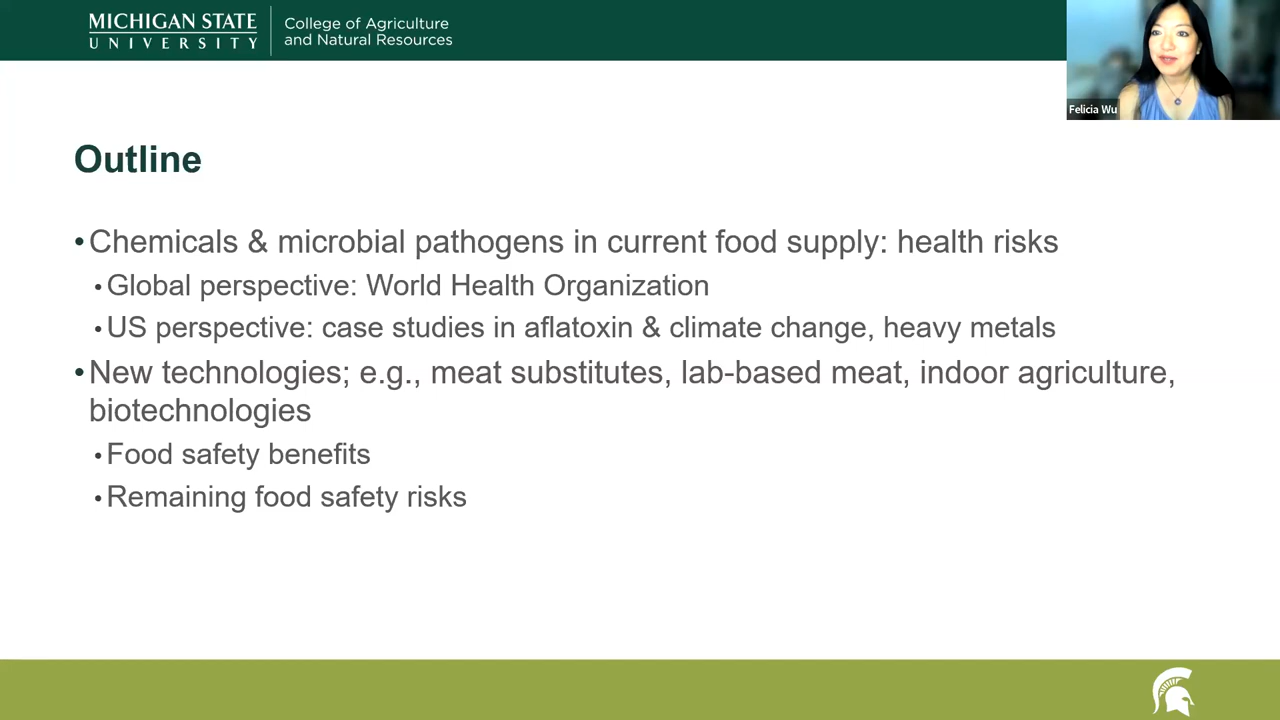 MICHIGAN STATE
UNIVERSITY
College of Agriculture
and Natural Resources
Felicia Wu
Outline
• Chemicals & microbial pathogens in current food supply: health risks
• Global perspective: World Health Organization
• US perspective: case studies in aflatoxin & climate change, heavy metals
• New technologies; e.g., meat substitutes, lab-based meat, indoor agriculture,
biotechnologies
• Food safety benefits
• Remaining food safety risks